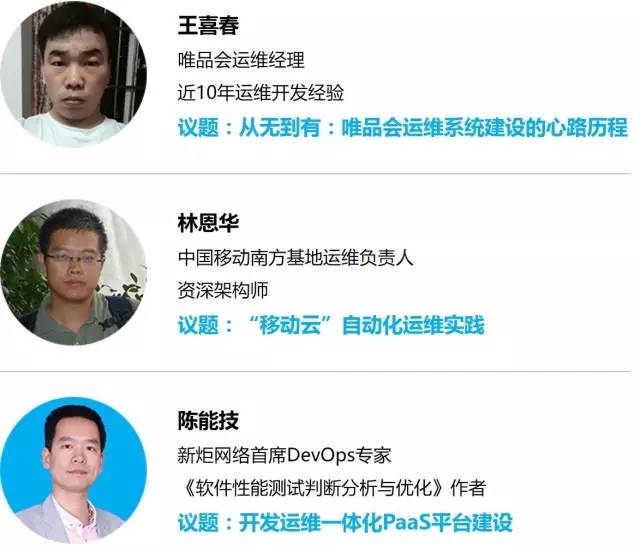 王喜春
唯品会运维经理
近10年运维开发经验
议题：从无到有：唯品会运维系统建设的心路历程
林恩华
中国移动南方基地运维负责人
资深架构师
议题：“移动云”自动化运维实践
陈能技
新炬网络首席DevOps专家
《软件性能测试判断分析与优化》作者
议题：开发运维一体化PaaS平台建设